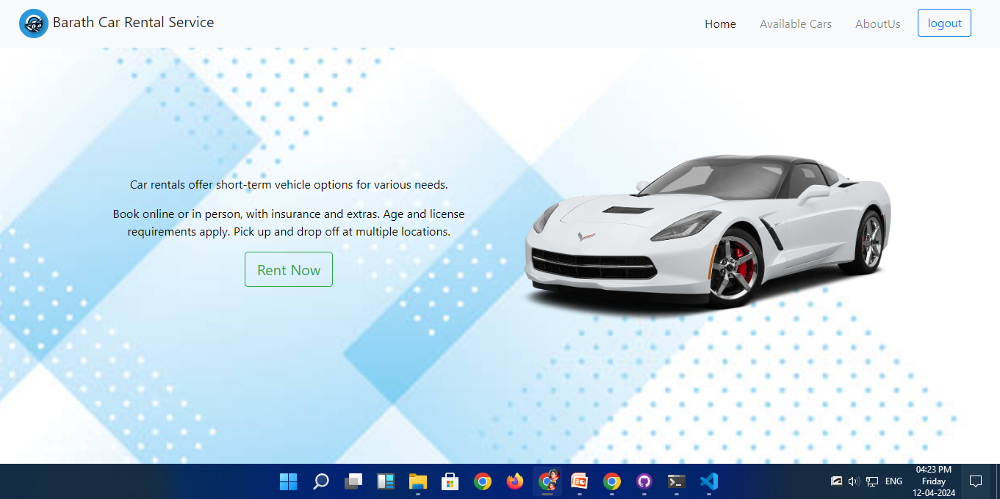 Barath Car Rental Service
Home
Available Cars
AboutUs
logout
Car rentals offer short-term vehicle options for various needs.
Book online or in person, with insurance and extras. Age and license
requirements apply. Pick up and drop off at multiple locations.
Rent Now
ENG
04:23 PM
Friday
12-04-2024